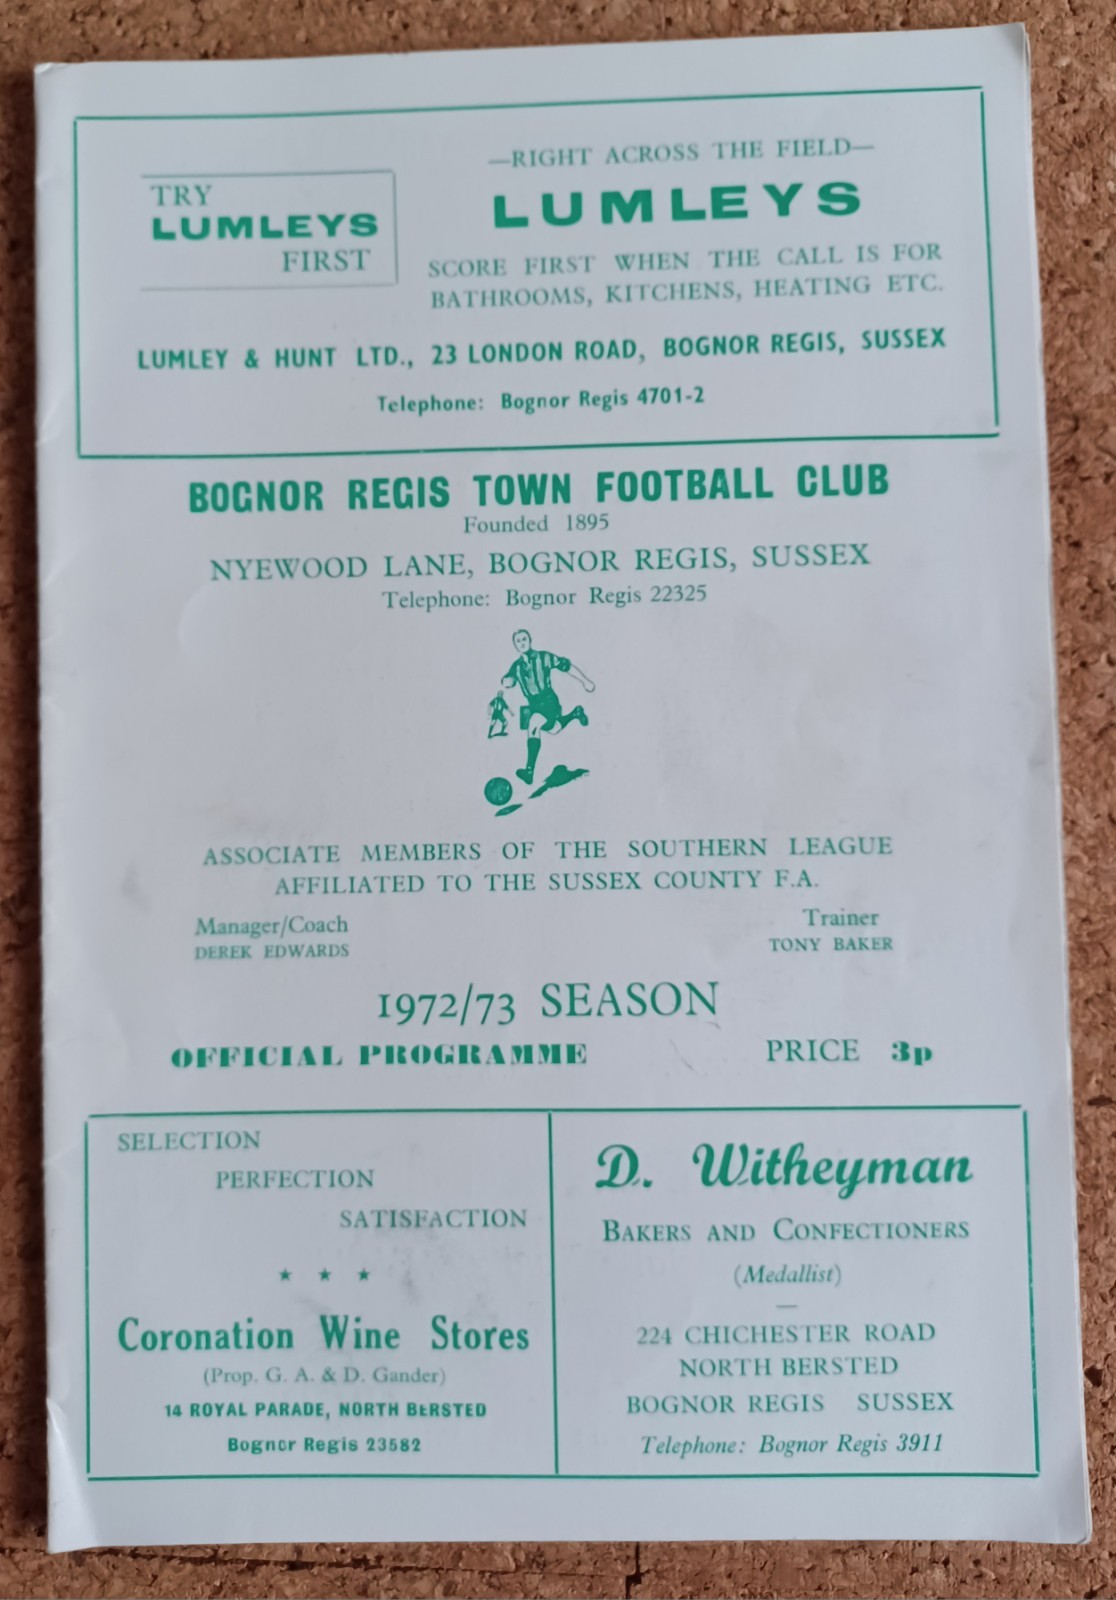 TRY
LUMLEYS
FIRST
—RIGHT ACROSS THE FIELD—
LUMLEYS
SCORE FIRST WHEN THE CALL IS FOR
BATHROOMS, KITCHENS, HEATING ETC.
LUMLEY & HUNT LTD., 23 LONDON ROAD, BOGNOR REGIS, SUSSEX
Telephone: Bognor Regis 4701-2
BOGNOR REGIS TOWN FOOTBALL CLUB
Founded 1895
NYEWOOD LANE, BOGNOR REGIS, SUSSEX
Telephone: Bognor Regis 22325
ASSOCIATE MEMBERS OF THE SOUTHERN LEAGUE
AFFILIATED TO THE SUSSEX COUNTY F.A.
Manager/Coach
DEREK EDWARDS
Trainer
TONY BAKER
1972/73 SEASON
OFFICIAL PROGRAMME PRICE 3p
SELECTION
PERFECTION
SATISFACTION
★ ★ ★
Coronation Wine Stores
(Prop. G. A. & D. Gander)
14 ROYAL PARADE, NORTH BERSTED
Bognor Regis 23582
D. Witheyman
BAKERS AND CONFECTIONERS
(Medallist)
—
224 CHICHESTER ROAD
NORTH BERSTED
BOGNOR REGIS SUSSEX
Telephone: Bognor Regis 3911